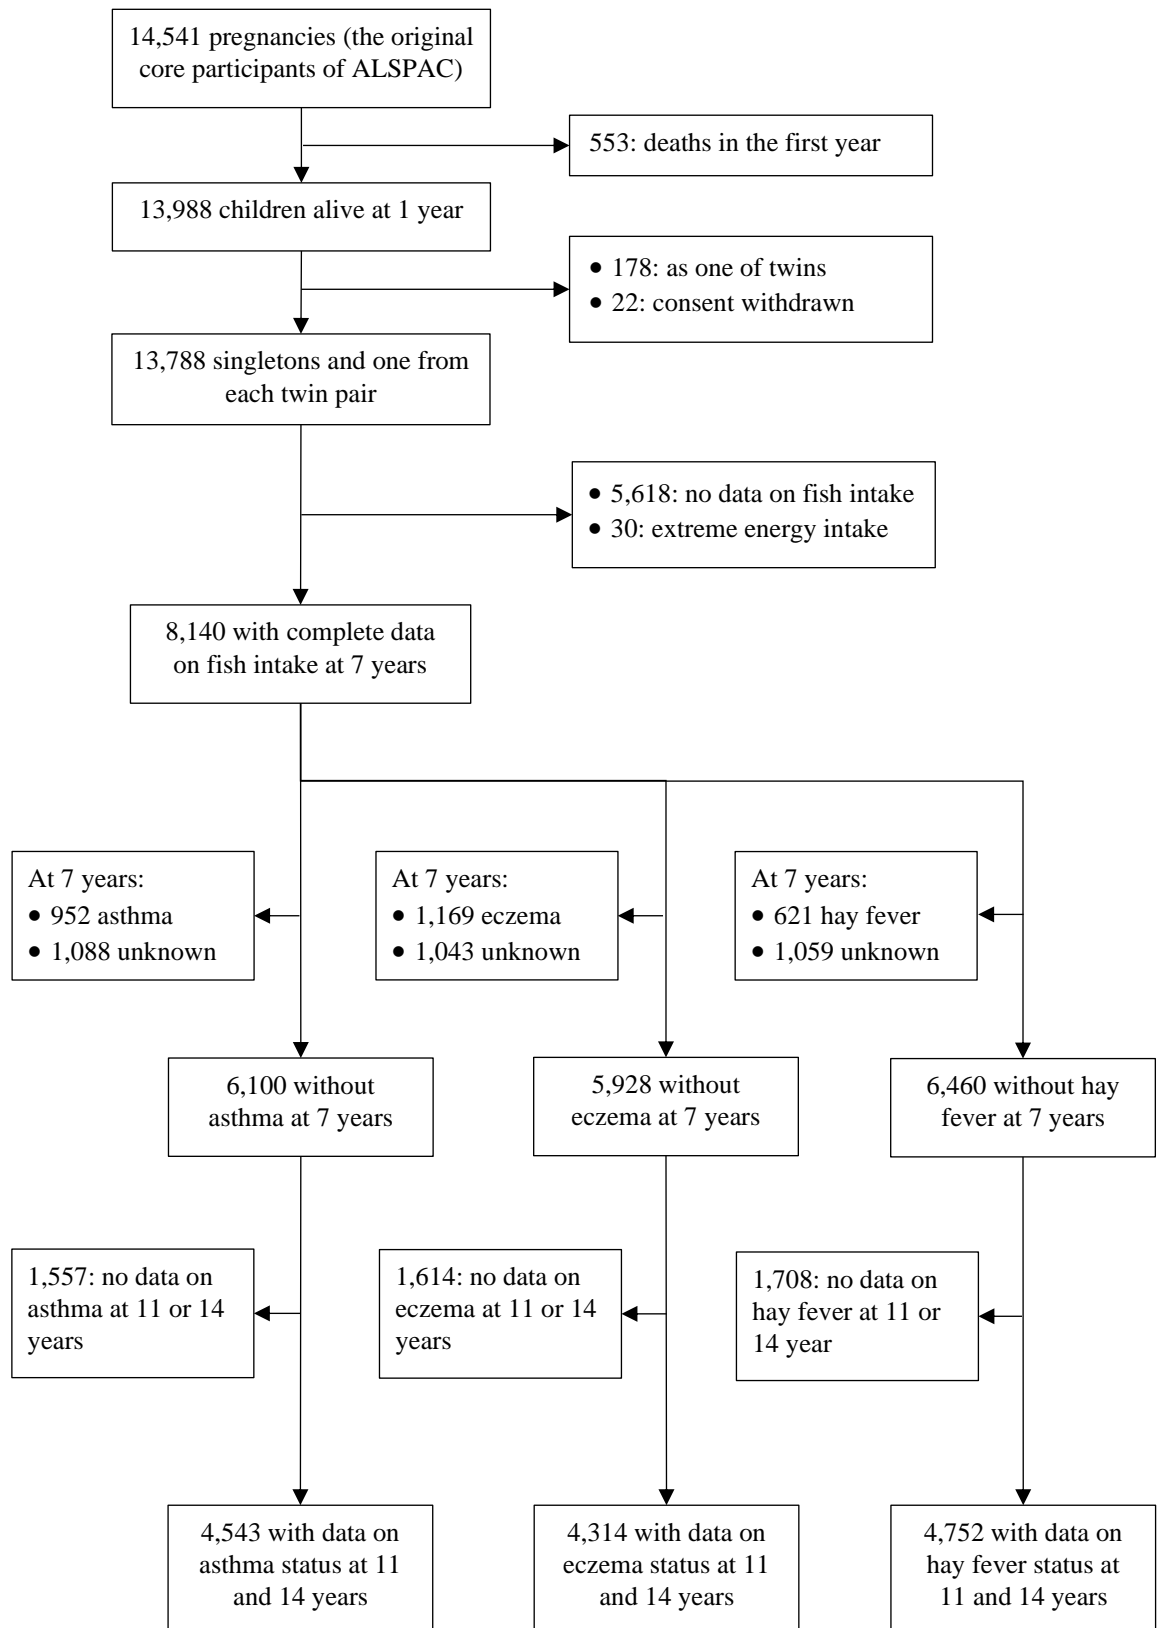 14,541 pregnancies (the original
core participants of ALSPAC)
553: deaths in the first year
13,988 children alive at 1 year
● 178: as one of twins
● 22: consent withdrawn
13,788 singletons and one from
each twin pair
● 5,618: no data on fish intake
● 30: extreme energy intake
8,140 with complete data
on fish intake at 7 years
At 7 years:
● 952 asthma
● 1,088 unknown
At 7 years:
● 1,169 eczema
● 1,043 unknown
At 7 years:
● 621 hay fever
● 1,059 unknown
6,100 without
asthma at 7 years
5,928 without
eczema at 7 years
6,460 without hay
fever at 7 years
1,557: no data on
asthma at 11 or 14
years
1,614: no data on
eczema at 11 or 14
years
1,708: no data on
hay fever at 11 or
14 year
4,543 with data on
asthma status at 11
and 14 years
4,314 with data on
eczema status at 11
and 14 years
4,752 with data on
hay fever status at
11 and 14 years